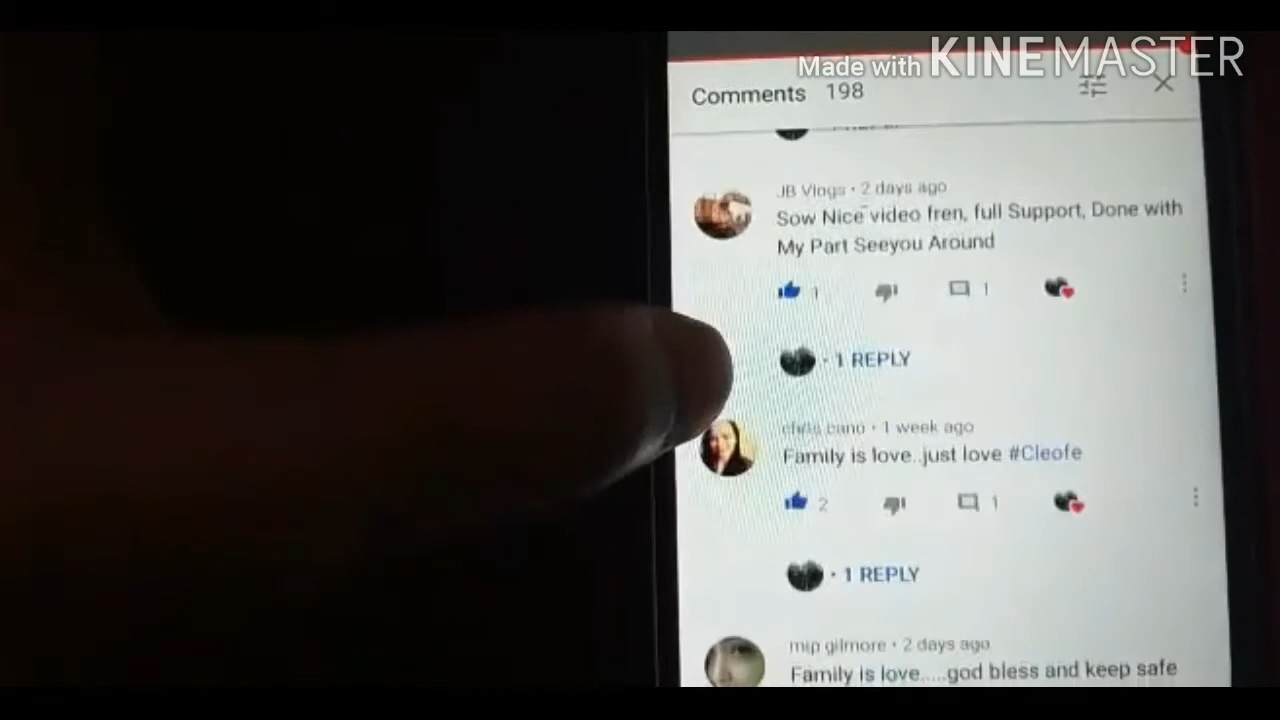 Made with KINEMASTER
Comments 198
JB Vlogs • 2 days ago
Sow Nice video fren, full Support, Done with
My Part Seeyou Around
1
1
• 1 REPLY
chris cano • 1 week ago
Family is love..just love #Cleofe
2
1
• 1 REPLY
mip gilmore • 2 days ago
Family is love.....god bless and keep safe